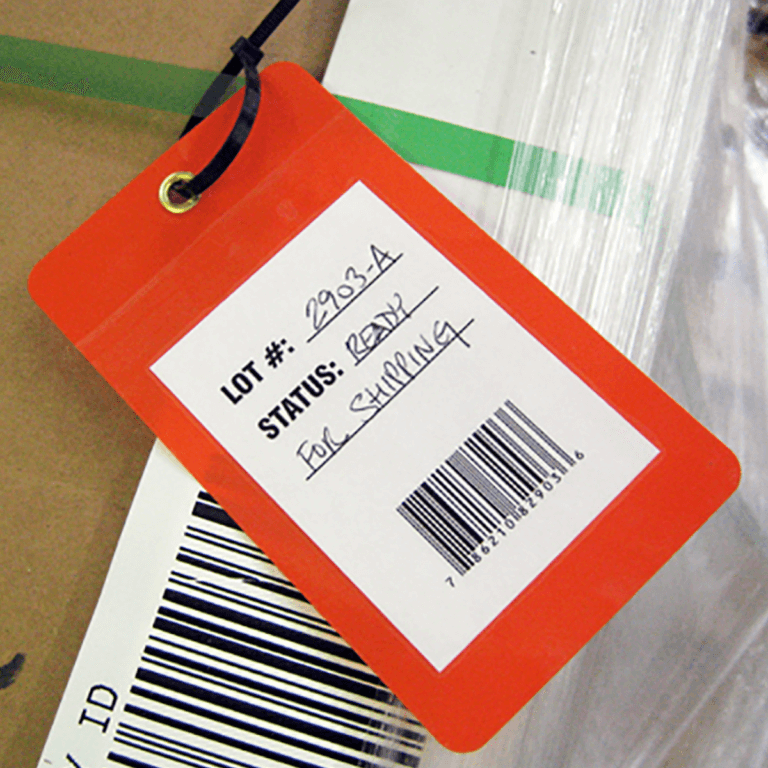 LOT #: 2903-A
STATUS: READY
FOR SHIPPING
7 86210 82903 6
ID